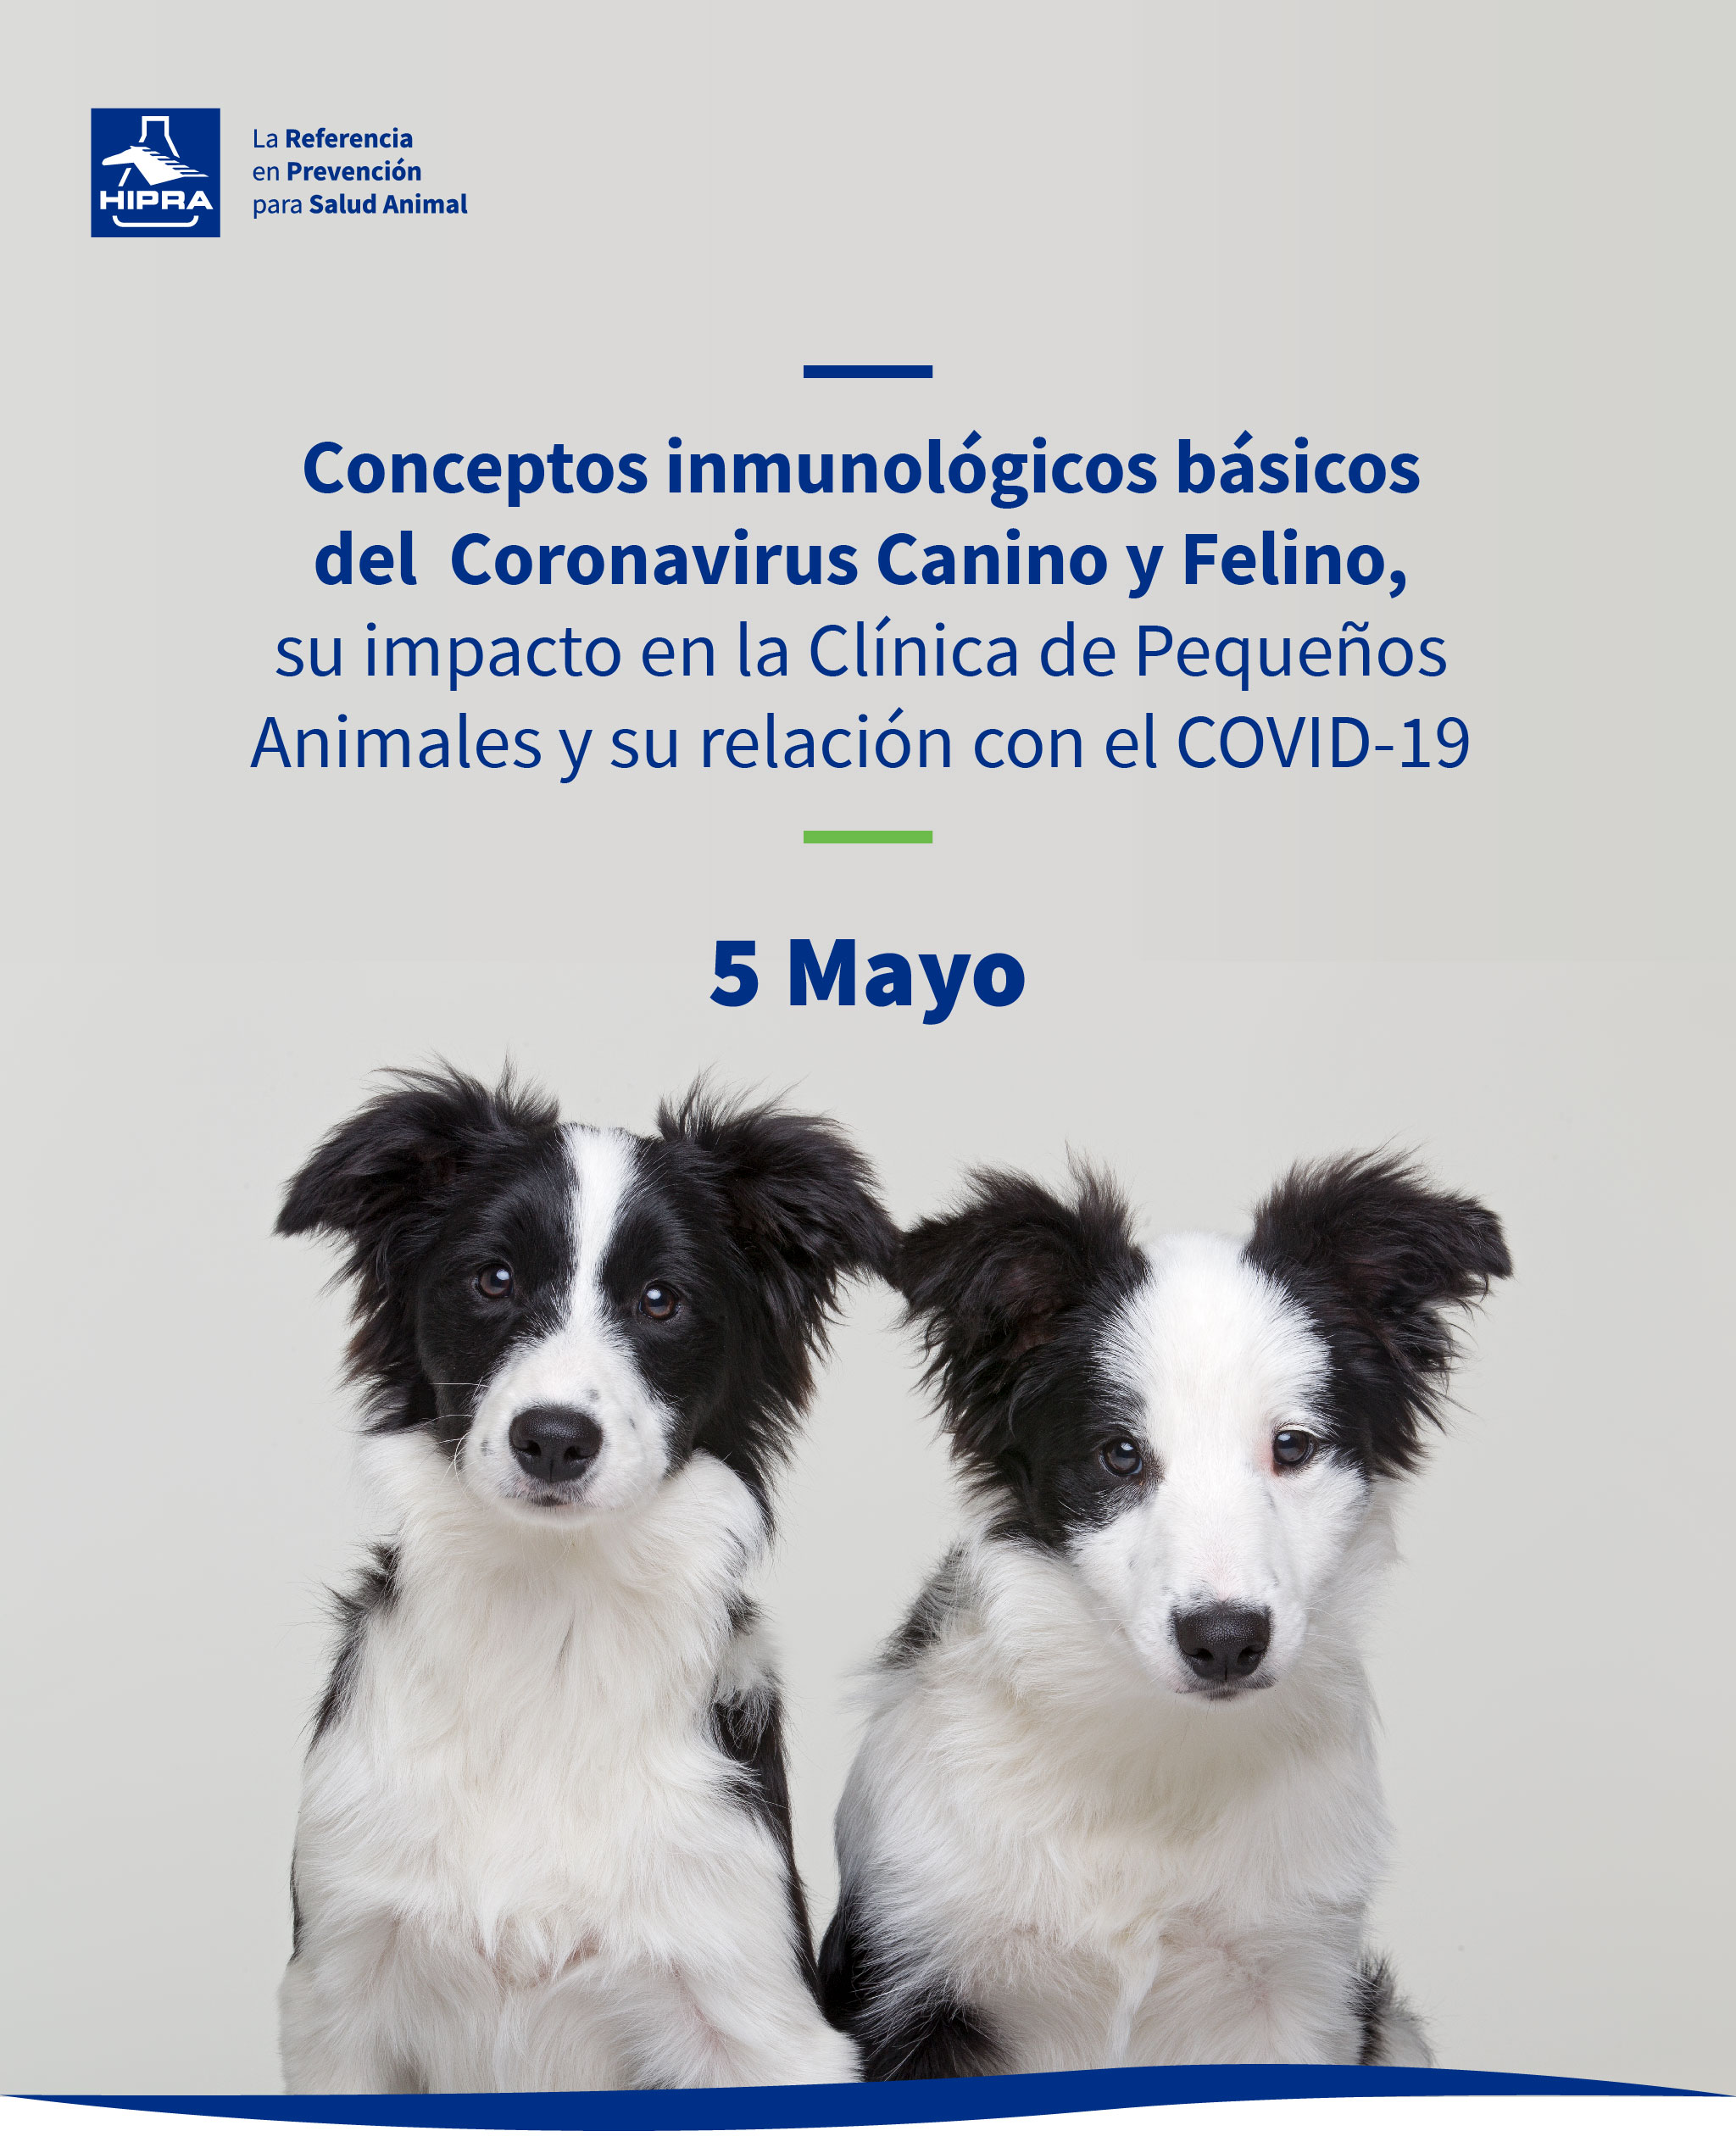 HIPRA
La Referencia
en Prevención
para Salud Animal
Conceptos inmunológicos básicos
del Coronavirus Canino y Felino,
su impacto en la Clínica de Pequeños
Animales y su relación con el COVID-19
5 Mayo